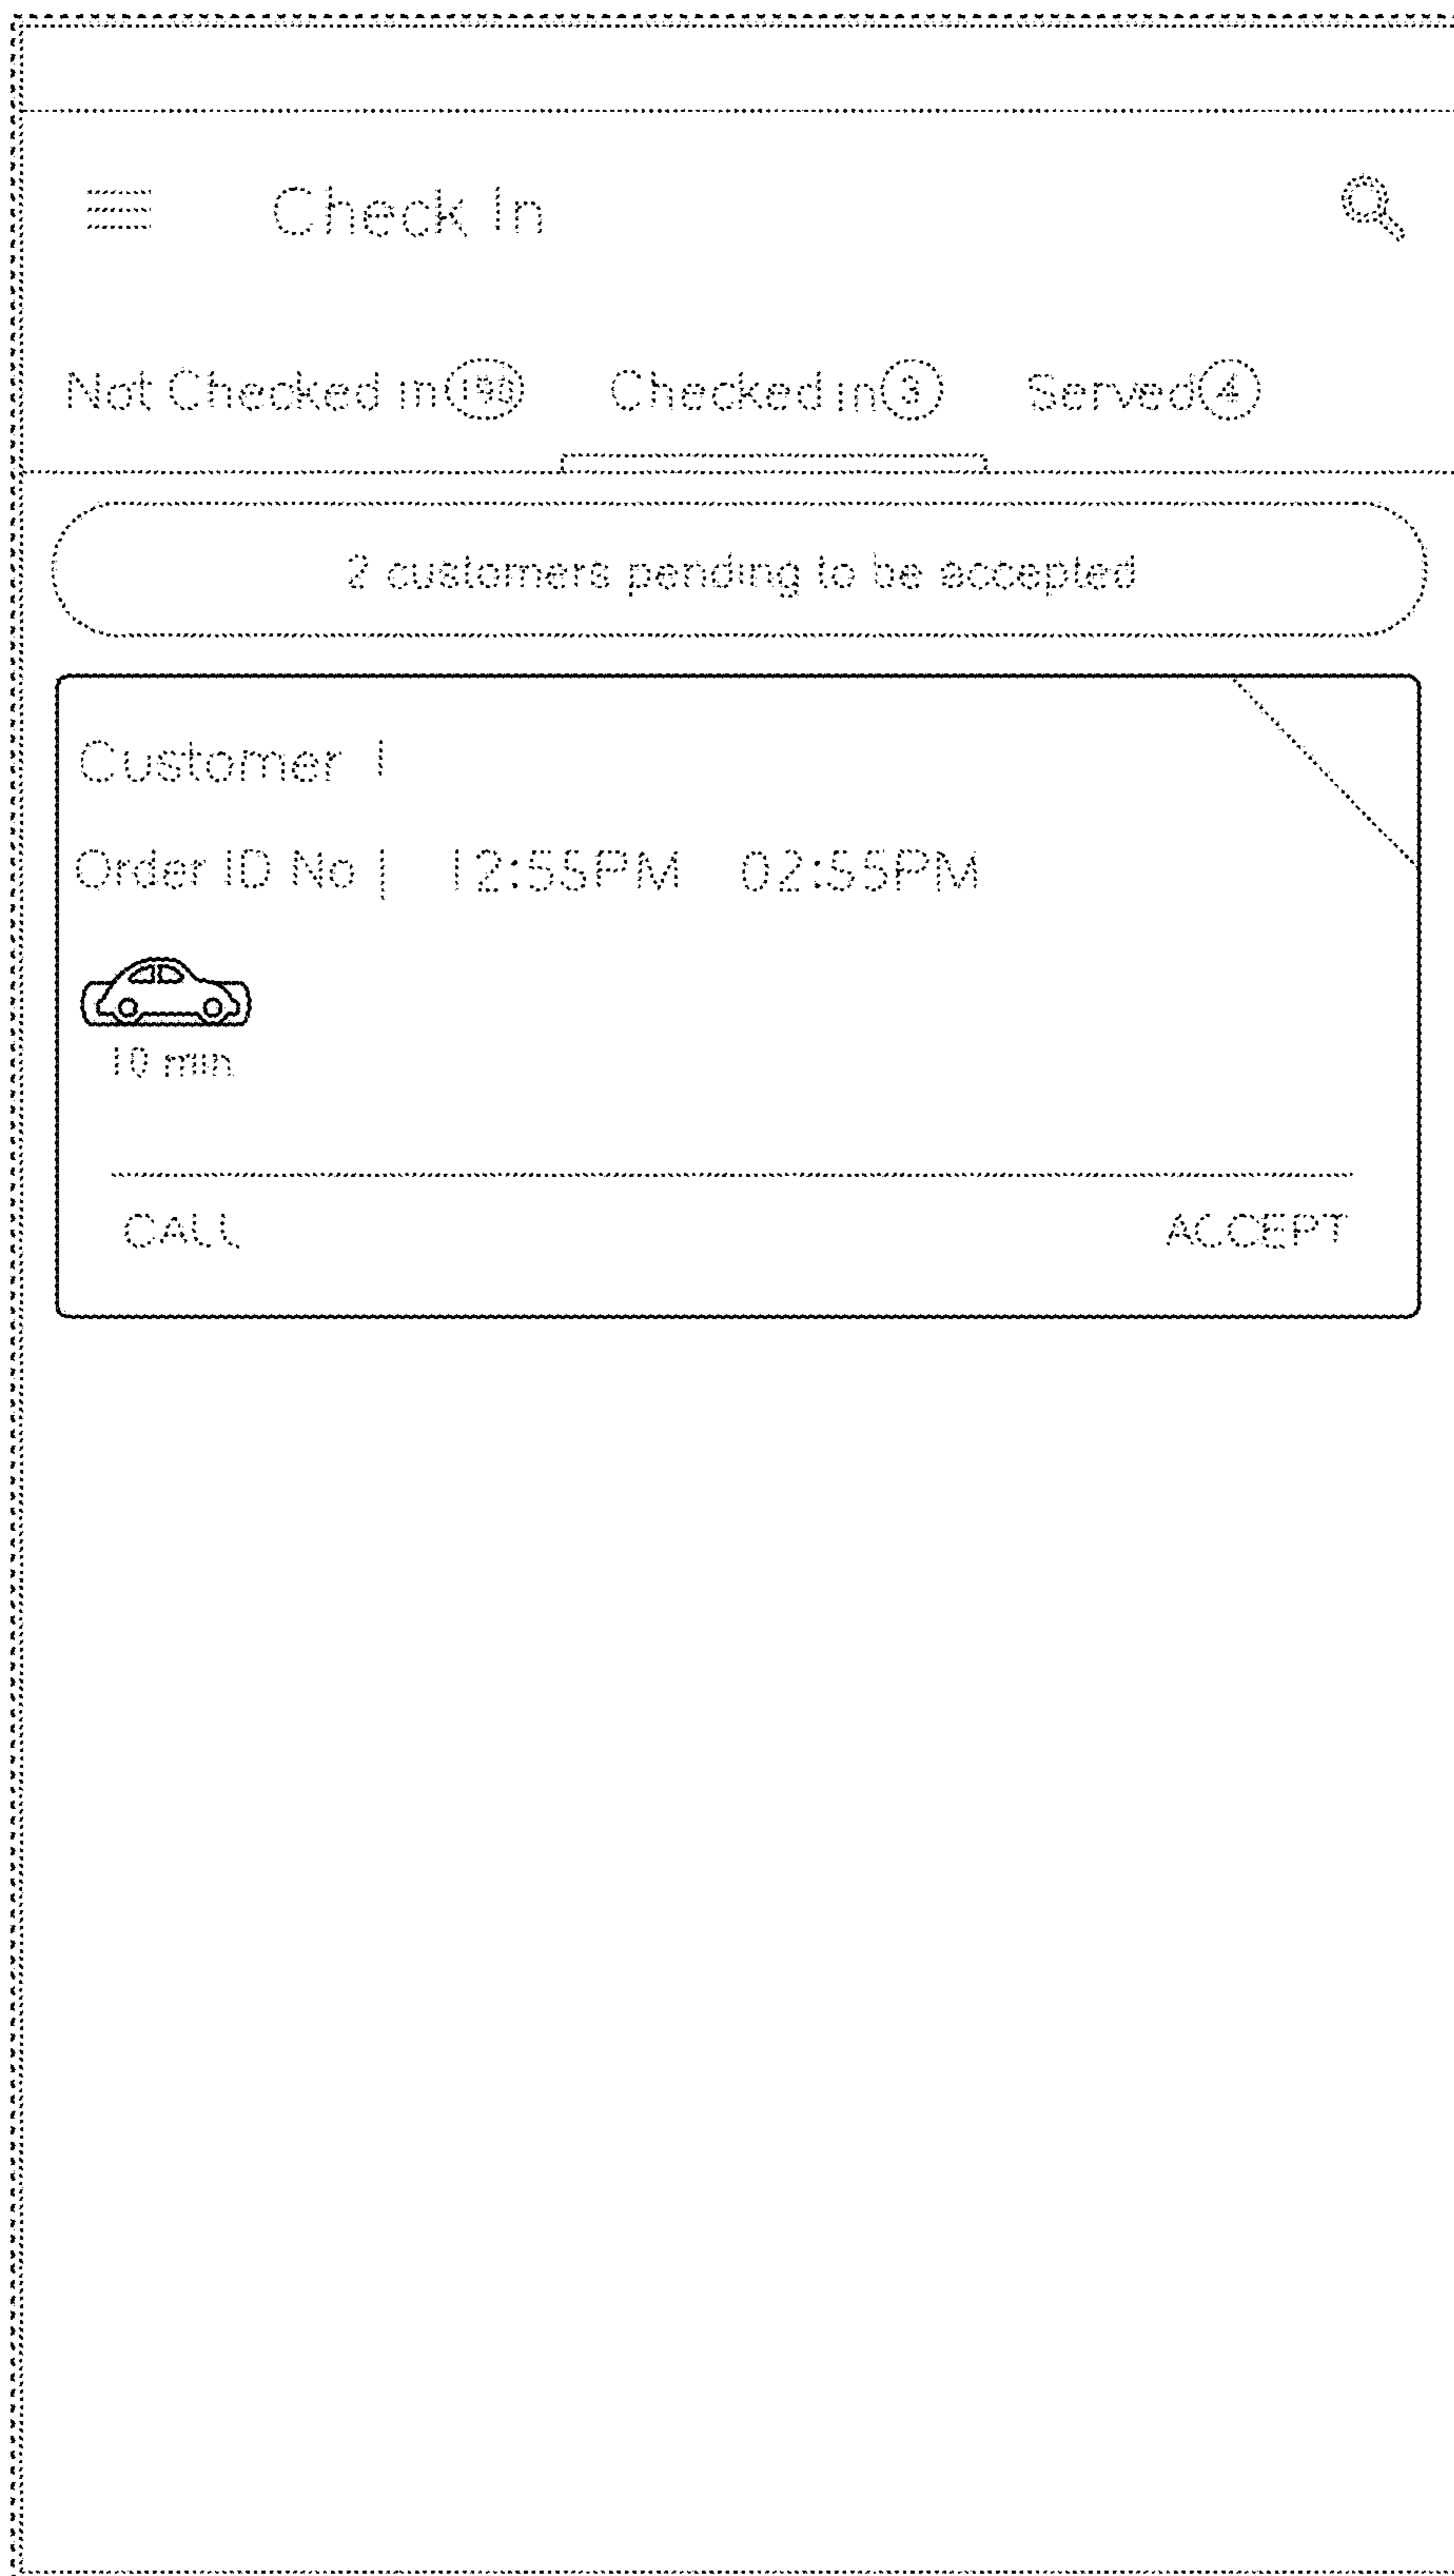 Check In
Not Checked in 198 Checked in 3 Served 4
2 customers pending to be accepted
Customer 1
Order ID No | 12:55PM 02:55PM
10 min
CALL ACCEPT